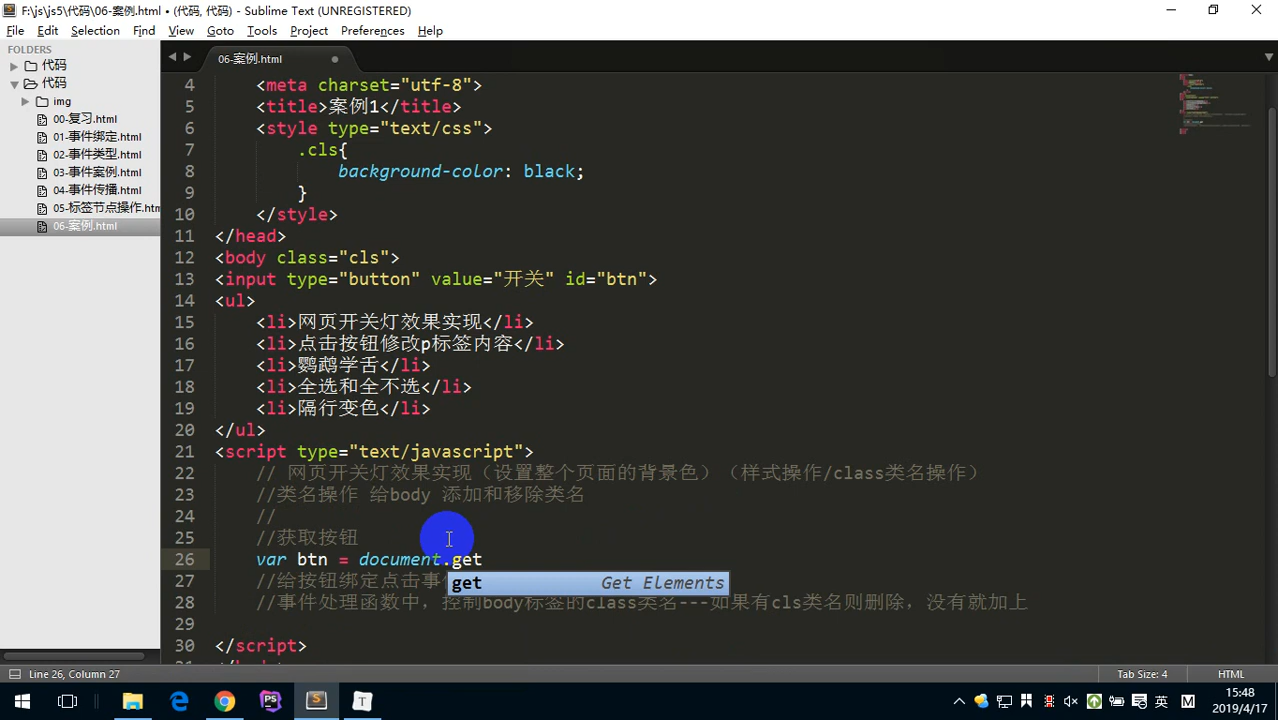 F:\js\js5\代码\06-案例.html • (代码, 代码) - Sublime Text (UNREGISTERED)
File Edit Selection Find View Goto Tools Project Preferences Help
FOLDERS
代码
代码
img
00-复习.html
01-事件绑定.html
02-事件类型.html
03-事件案例.html
04-事件传播.html
05-标签节点操作.htm
06-案例.html
06-案例.html
4 <meta charset="utf-8">
5 <title>案例1</title>
6 <style type="text/css">
7 .cls{
8 background-color: black;
9 }
10 </style>
11 </head>
12 <body class="cls">
13 <input type="button" value="开关" id="btn">
14 <ul>
15 <li>网页开关灯效果实现</li>
16 <li>点击按钮修改p标签内容</li>
17 <li>鹦鹉学舌</li>
18 <li>全选和全不选</li>
19 <li>隔行变色</li>
20 </ul>
21 <script type="text/javascript">
22 // 网页开关灯效果实现（设置整个页面的背景色）（样式操作/class类名操作）
23 //类名操作 给body 添加和移除类名
24 //
25 //获取按钮
26 var btn = document.get
27 //给按钮绑定点击事
get Get Elements
28 //事件处理函数中，控制body标签的class类名---如果有cls类名则删除，没有就加上
29
30 </script>
Line 26, Column 27 Tab Size: 4 HTML
英 M
15:48
2019/4/17